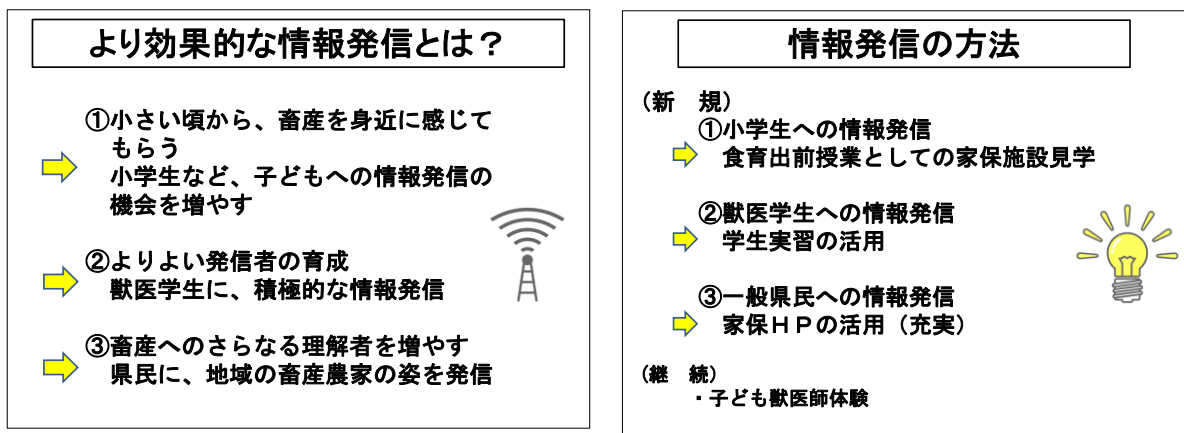 より効果的な情報発信とは？
①小さい頃から、畜産を身近に感じて
もらう
小学生など、子どもへの情報発信の
機会を増やす
②よりよい発信者の育成
獣医学生に、積極的な情報発信
③畜産へのさらなる理解者を増やす
県民に、地域の畜産農家の姿を発信
情報発信の方法
（新　規）
①小学生への情報発信
食育出前授業としての家保施設見学
②獣医学生への情報発信
学生実習の活用
③一般県民への情報発信
家保ＨＰの活用（充実）
（継　続）
・子ども獣医師体験